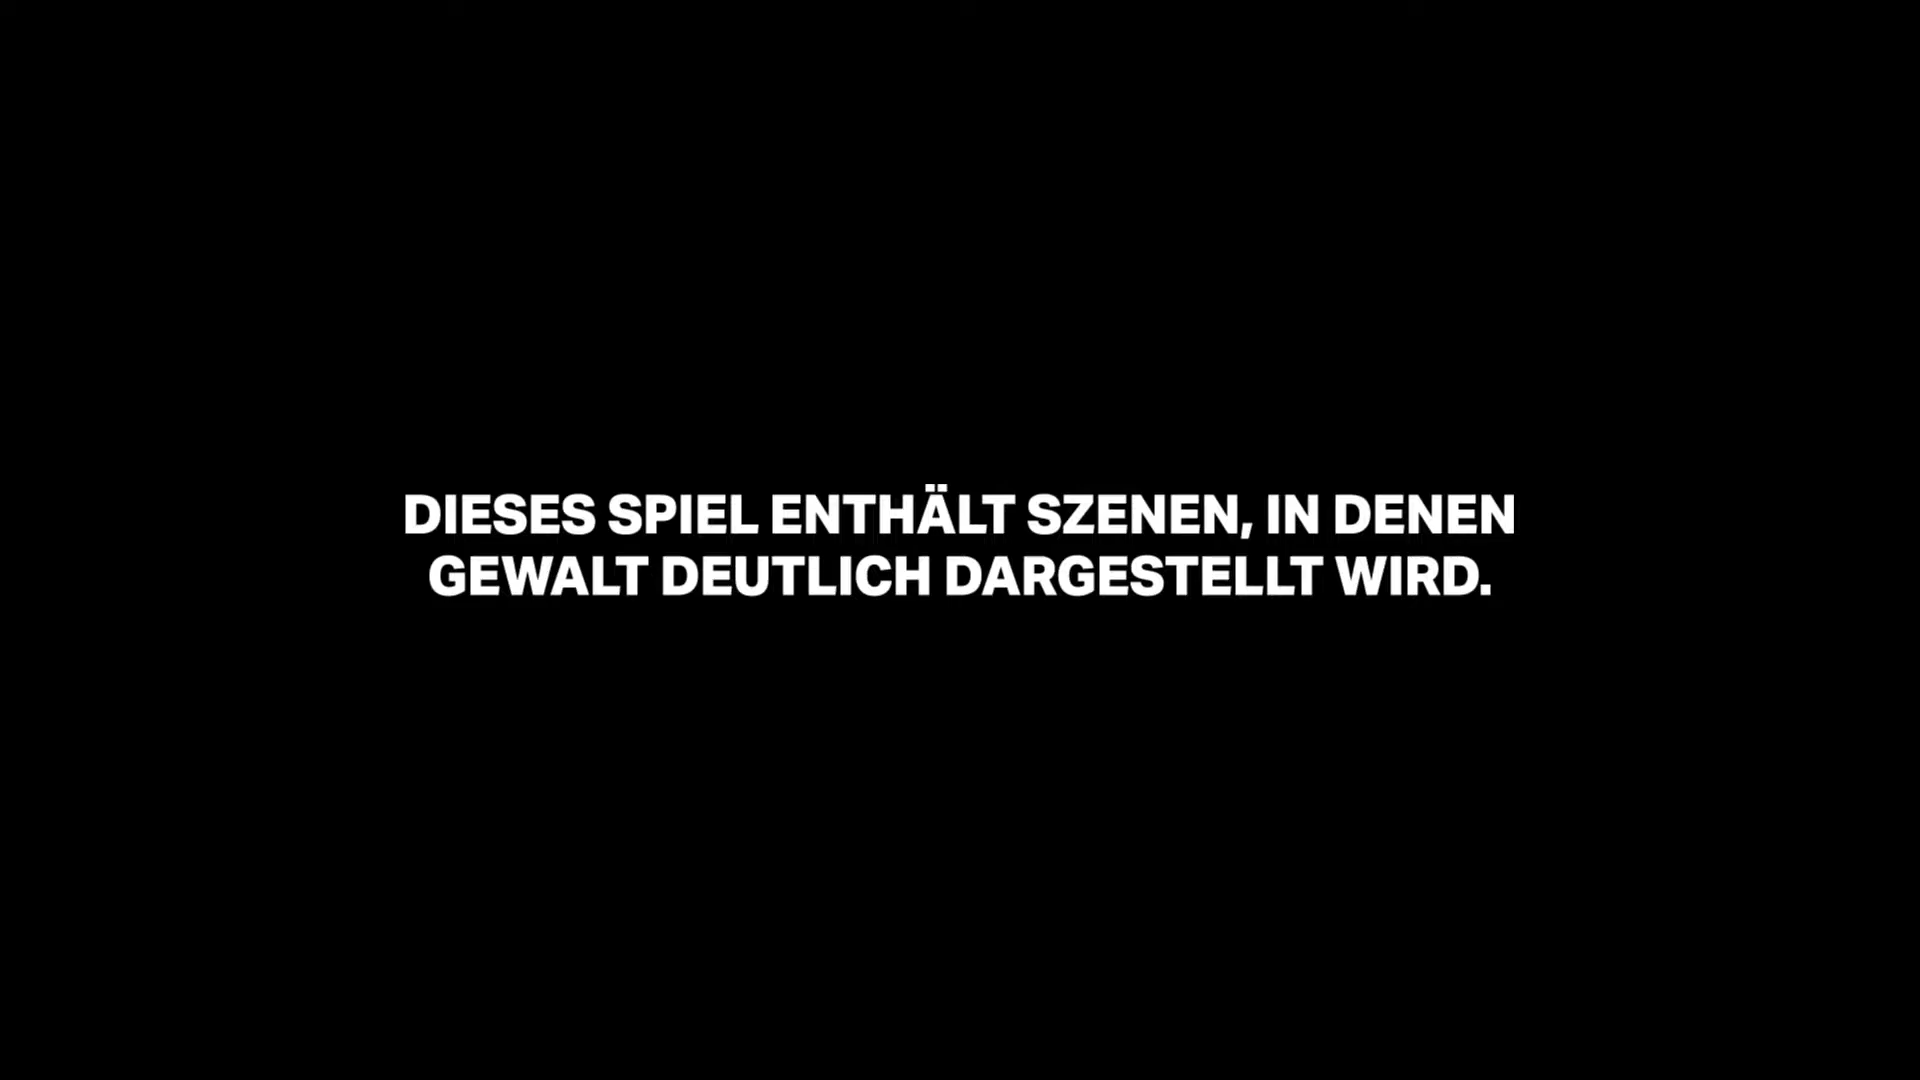 DIESES SPIEL ENTHÄLT SZENEN, IN DENEN
GEWALT DEUTLICH DARGESTELLT WIRD.